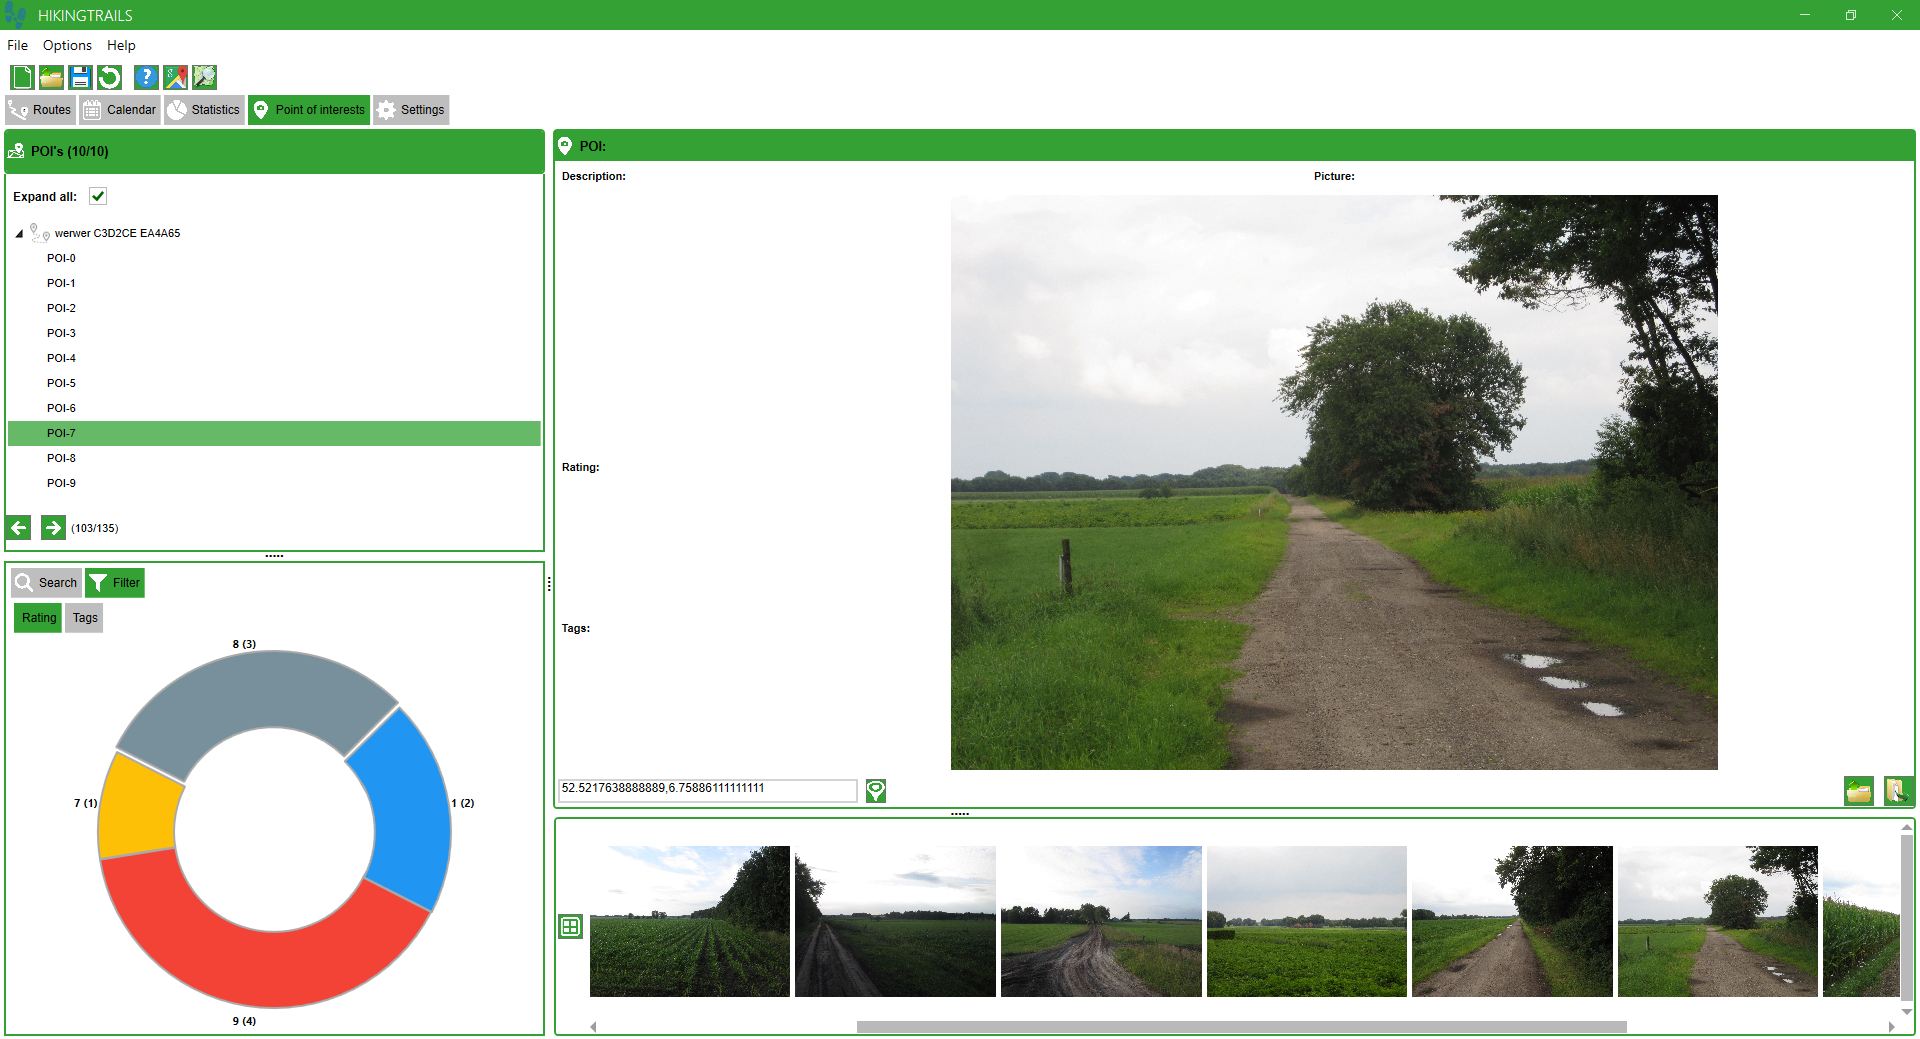 HIKINGTRAILS
File Options Help
Routes Calendar Statistics Point of interests Settings
POI's (10/10)
Expand all:
werwer C3D2CE EA4A65
POI-0
POI-1
POI-2
POI-3
POI-4
POI-5
POI-6
POI-7
POI-8
POI-9
(103/135)
Search Filter
Rating Tags
8 (3)
7 (1)
1 (2)
9 (4)
POI:
Description:
Picture:
Rating:
Tags:
52.5217638888889,6.75886111111111